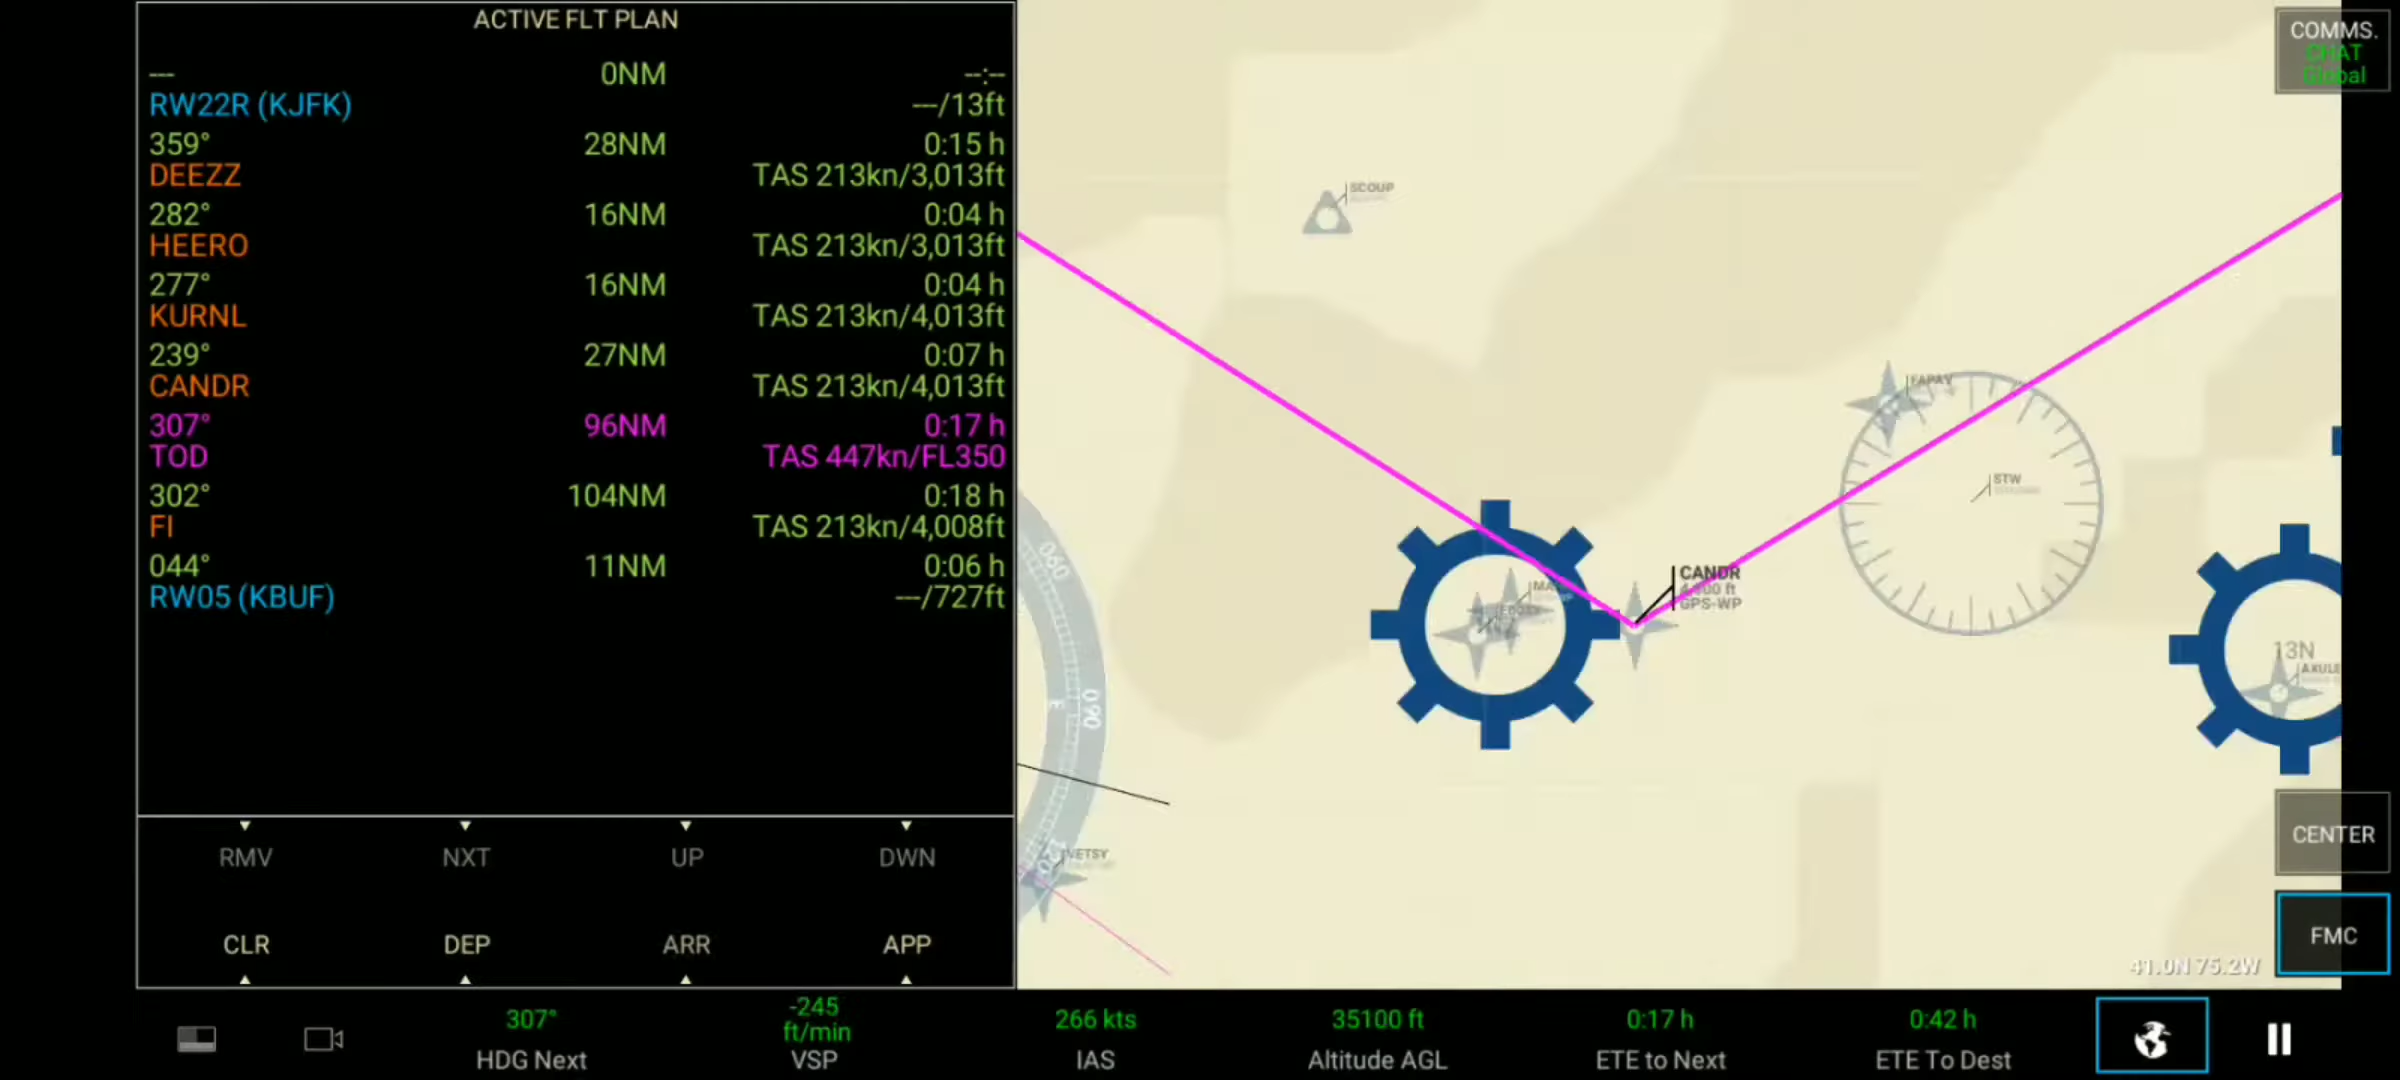 ACTIVE FLT PLAN
--- 0NM --:--
RW22R (KJFK) ---/13ft
359° 28NM 0:15 h
DEEZZ TAS 213kn/3,013ft
282° 16NM 0:04 h
HEERO TAS 213kn/3,013ft
277° 16NM 0:04 h
KURNL TAS 213kn/4,013ft
239° 27NM 0:07 h
CANDR TAS 213kn/4,013ft
307° 96NM 0:17 h
TOD TAS 447kn/FL350
302° 104NM 0:18 h
FI TAS 213kn/4,008ft
044° 11NM 0:06 h
RW05 (KBUF) ---/727ft
RMV NXT UP DWN
CLR DEP ARR APP
COMMS.
CHAT
Global
SCOUP
FAPAV
STW
CANDR
GPS-WP
13N
060
E
090
120
CENTER
FMC
41.0N 75.2W
307°
HDG Next
-245
ft/min
VSP
266 kts
IAS
35100 ft
Altitude AGL
0:17 h
ETE to Next
0:42 h
ETE To Dest